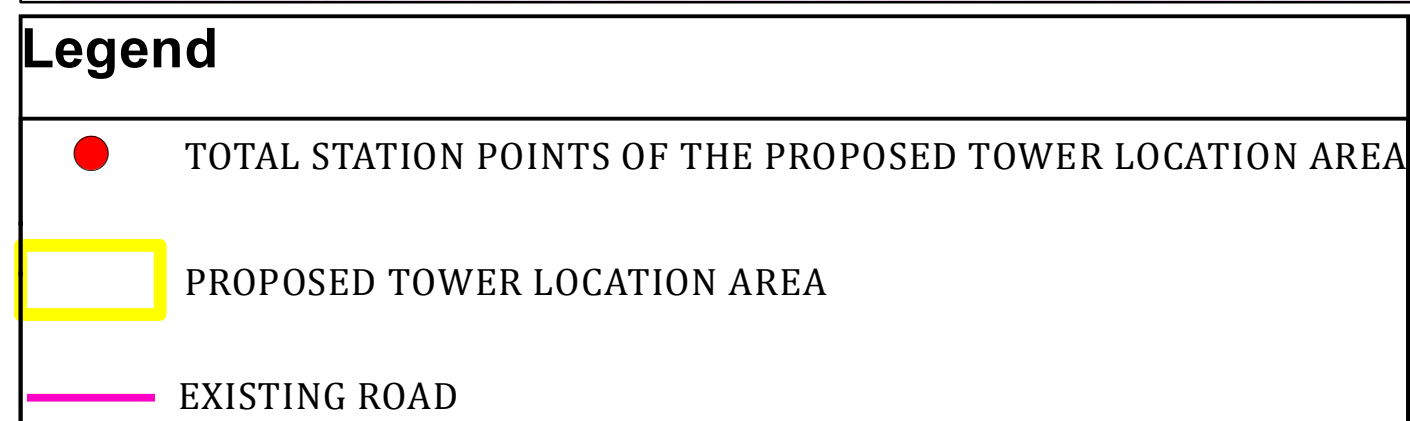 Legend
TOTAL STATION POINTS OF THE PROPOSED TOWER LOCATION AREA
PROPOSED TOWER LOCATION AREA
EXISTING ROAD